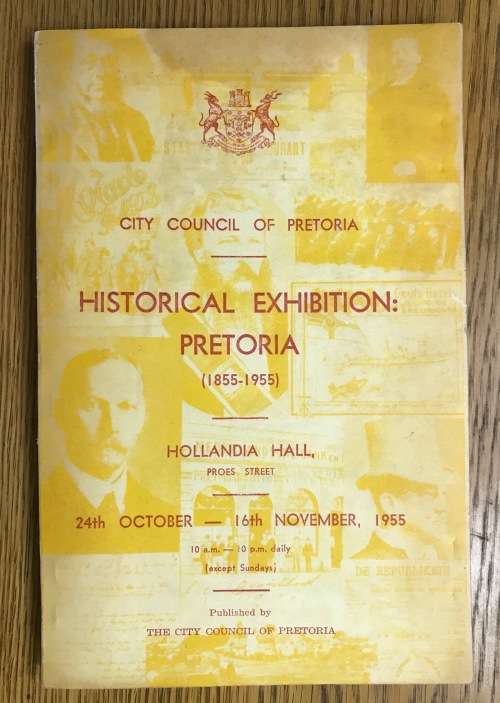 CITY COUNCIL OF PRETORIA
HISTORICAL EXHIBITION:
PRETORIA
(1855-1955)
HOLLANDIA HALL,
PROES STREET
24th OCTOBER — 16th NOVEMBER, 1955
10 a.m. — 10 p.m. daily
(except Sundays)
DE REPUBLIKEIN
Published by
THE CITY COUNCIL OF PRETORIA